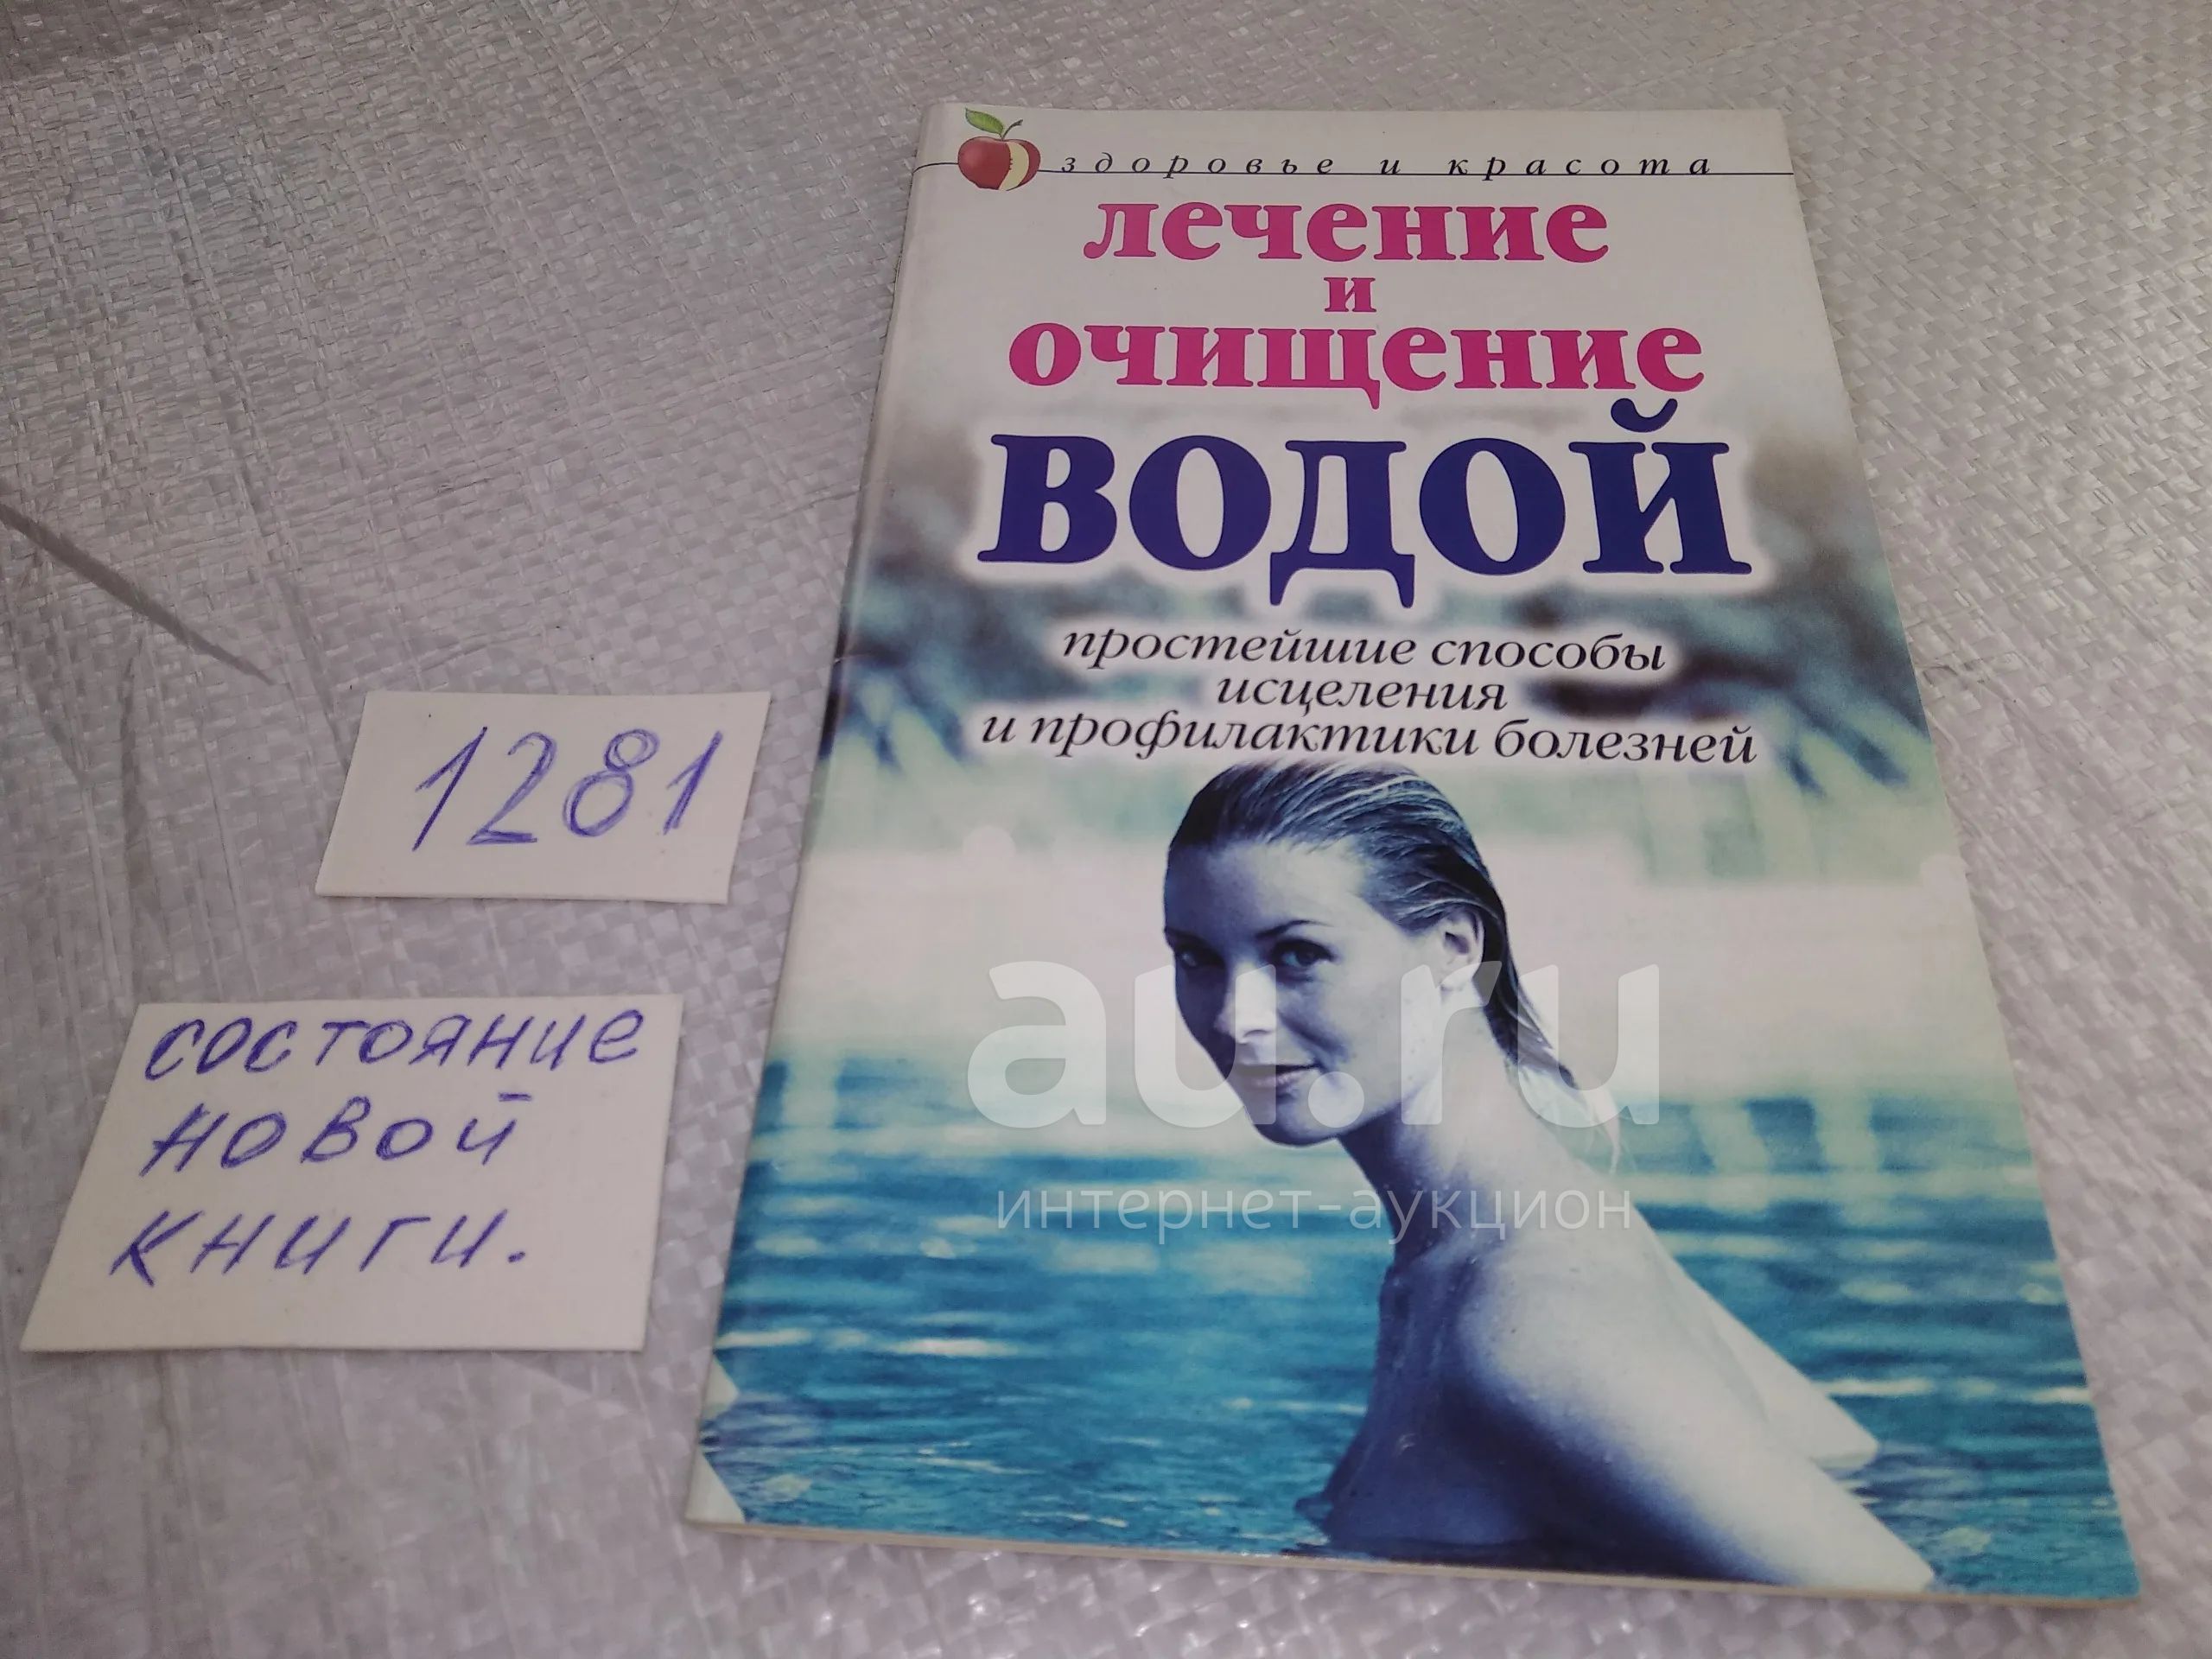 здоровье и красота
лечение
и
очищение
водой
простейшие способы
исцеления
и профилактики болезней
1281
состояние
новой
книги.
au.ru
интернет-аукцион